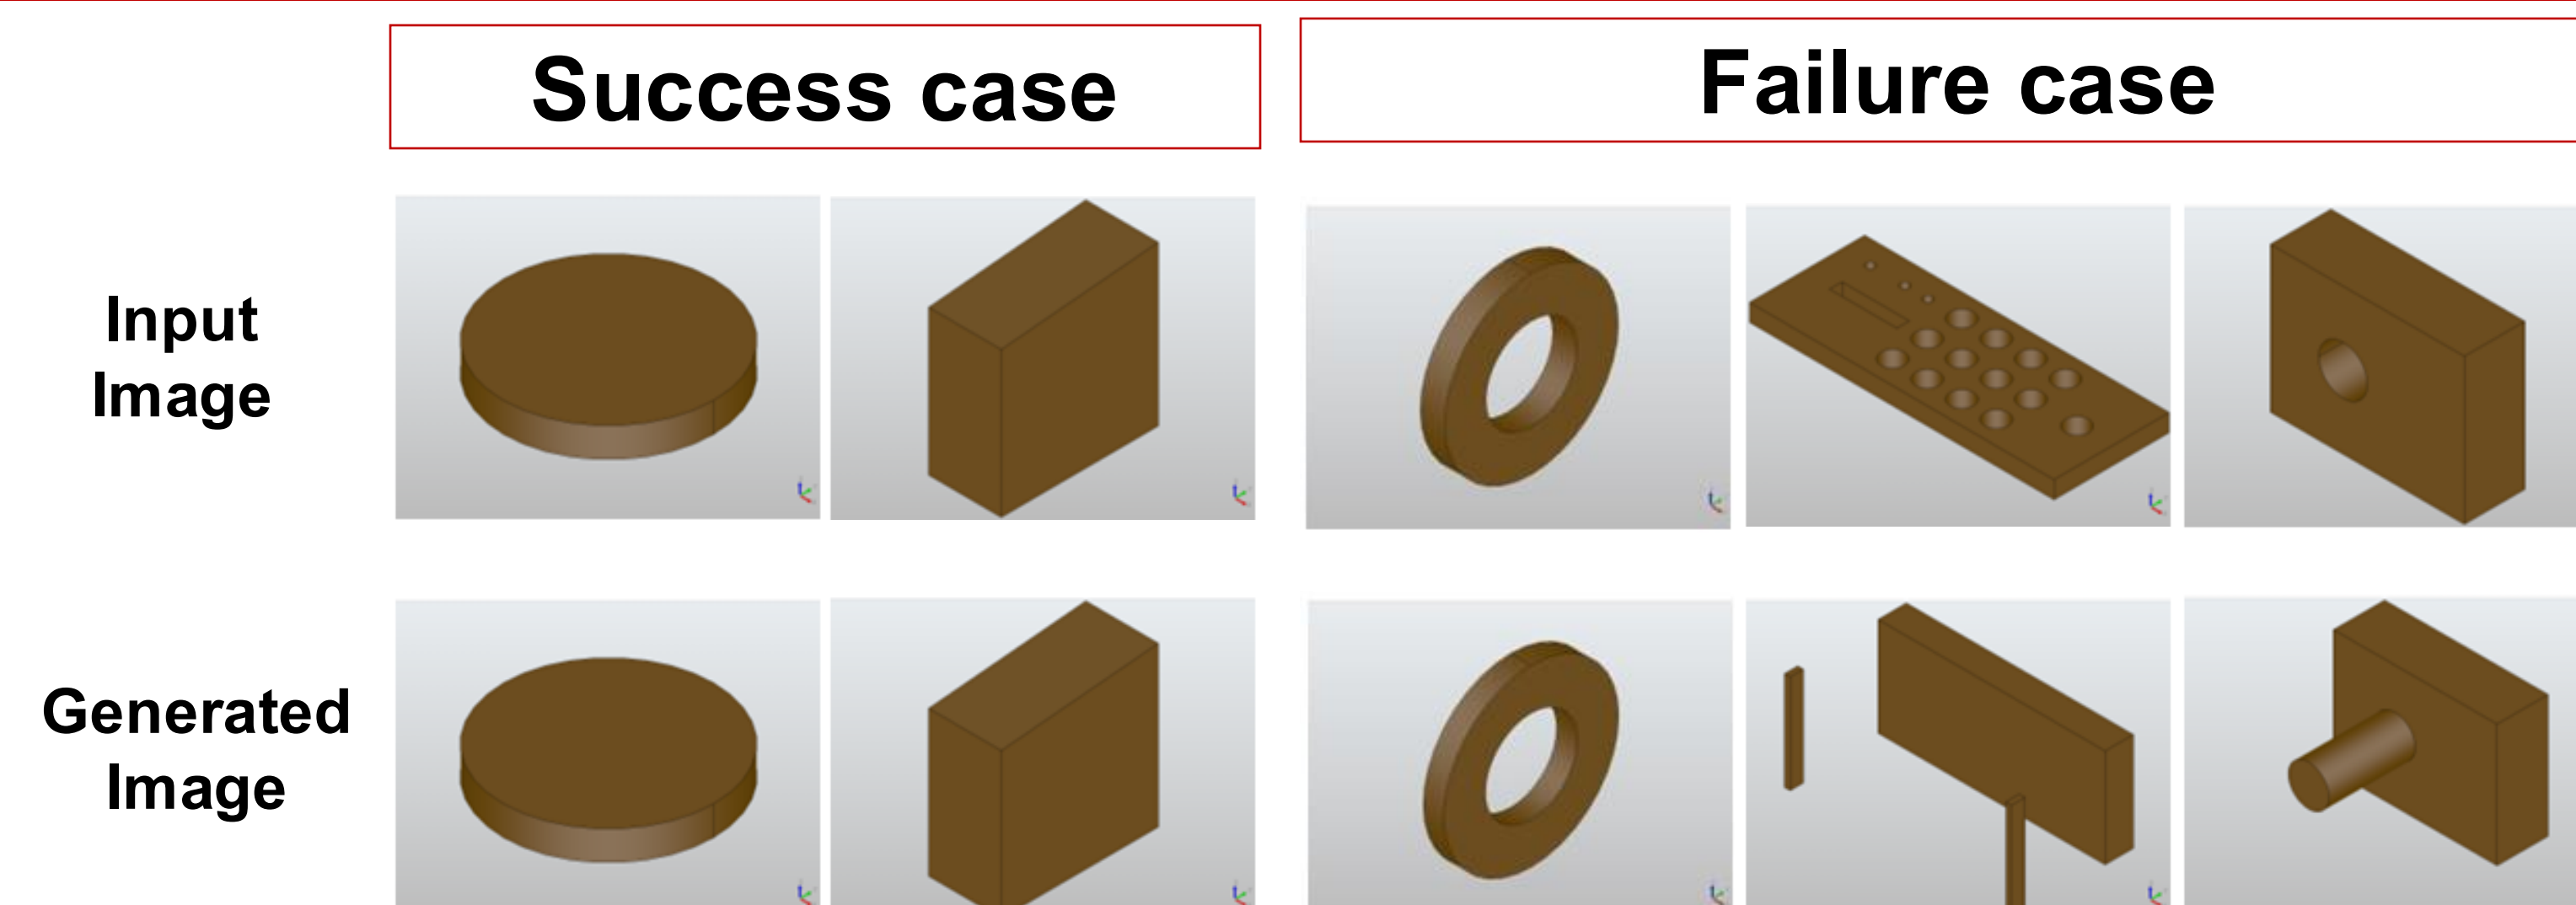 Success case
Failure case
Input
Image
Generated
Image